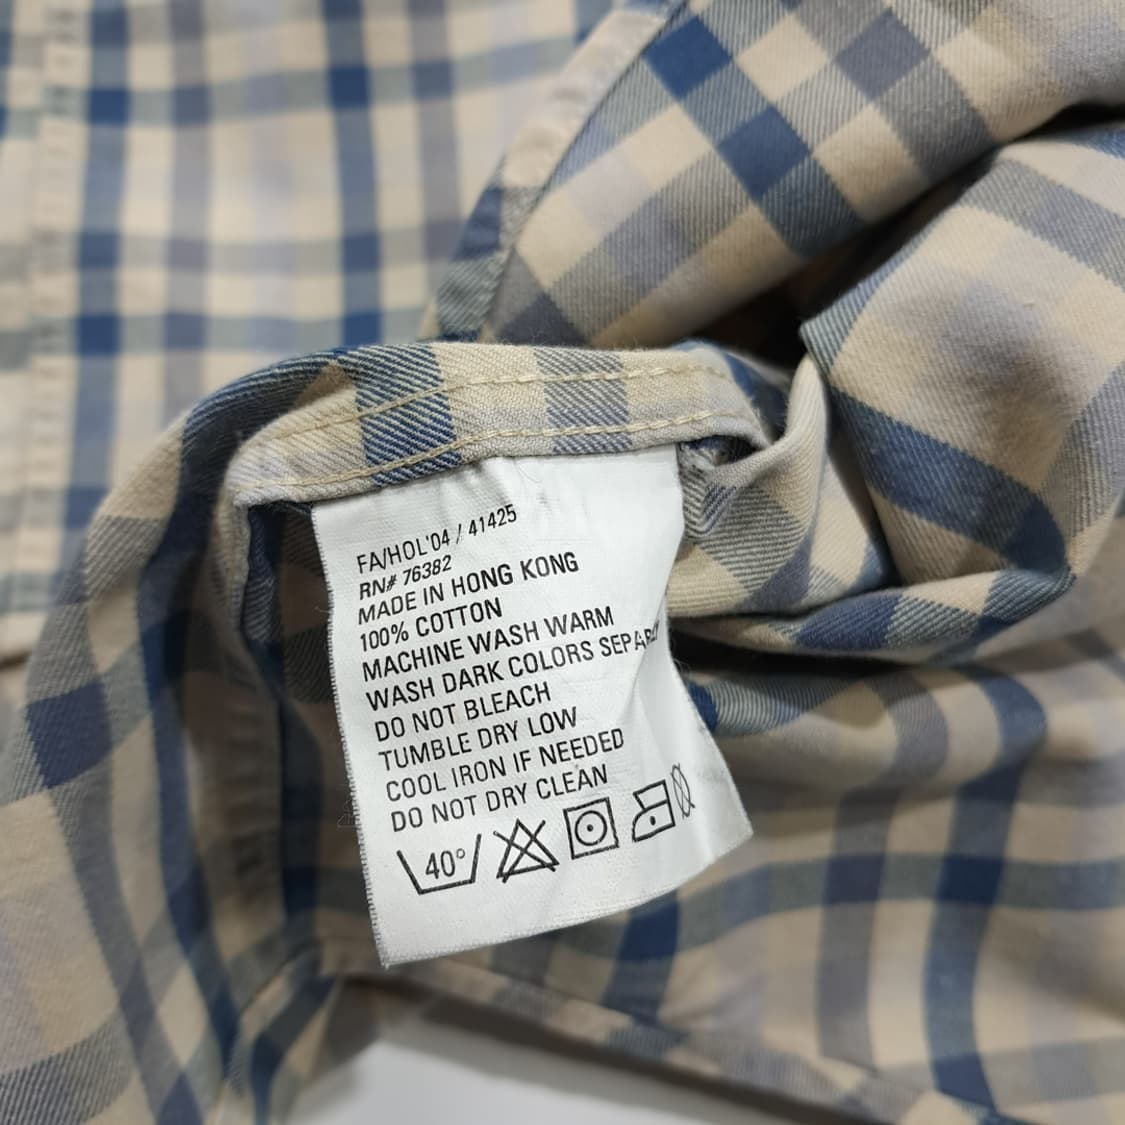 FA/HOL'04 / 41425
RN# 76382
MADE IN HONG KONG
100% COTTON
MACHINE WASH WARM
WASH DARK COLORS
DO NOT BLEACH
TUMBLE DRY LOW
COOL IRON IF NEEDED
DO NOT DRY CLEAN
40°